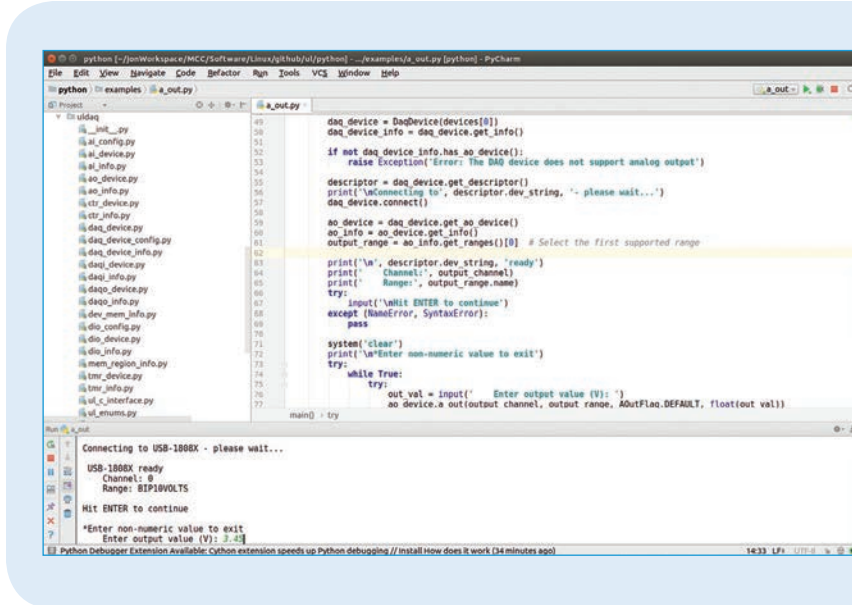 python [~/jonWorkspace/MCC/Software/Linux/github/ul/python] - .../examples/a_out.py [python] - PyCharm
File Edit View Navigate Code Refactor Run Tools VCS Window Help
python examples a_out.py a_out
Project a_out.py
uldaq
__init__.py
ai_config.py
ai_device.py
ai_info.py
ao_device.py
ao_info.py
ctr_device.py
ctr_info.py
daq_device.py
daq_device_config.py
daq_device_info.py
daqi_device.py
daqi_info.py
daqo_device.py
daqo_info.py
dev_mem_info.py
dio_config.py
dio_device.py
dio_info.py
mem_region_info.py
tmr_device.py
tmr_info.py
ul_c_interface.py
ul_enums.py
49 daq_device = DaqDevice(devices[0])
50 daq_device_info = daq_device.get_info()
51
52 if not daq_device_info.has_ao_device():
53 raise Exception('Error: The DAQ device does not support analog output')
54
55 descriptor = daq_device.get_descriptor()
56 print('\nConnecting to', descriptor.dev_string, '- please wait...')
57 daq_device.connect()
58
59 ao_device = daq_device.get_ao_device()
60 ao_info = ao_device.get_info()
61 output_range = ao_info.get_ranges()[0] # Select the first supported range
62
63 print('\n', descriptor.dev_string, 'ready')
64 print(' Channel:', output_channel)
65 print(' Range:', output_range.name)
66 try:
67 input('\nHit ENTER to continue')
68 except (NameError, SyntaxError):
69 pass
70
71 system('clear')
72 print('\n*Enter non-numeric value to exit')
73 try:
74 while True:
75 try:
76 out_val = input(' Enter output value (V): ')
77 ao_device.a_out(output_channel, output_range, AOutFlag.DEFAULT, float(out_val))
main() › try
Run a_out
Connecting to USB-1808X - please wait...
USB-1808X ready
Channel: 0
Range: BIP10VOLTS
Hit ENTER to continue
*Enter non-numeric value to exit
Enter output value (V): 3.45
Python Debugger Extension Available: Cython extension speeds up Python debugging // Install How does it work (34 minutes ago) 14:33 LF÷ UTF-8